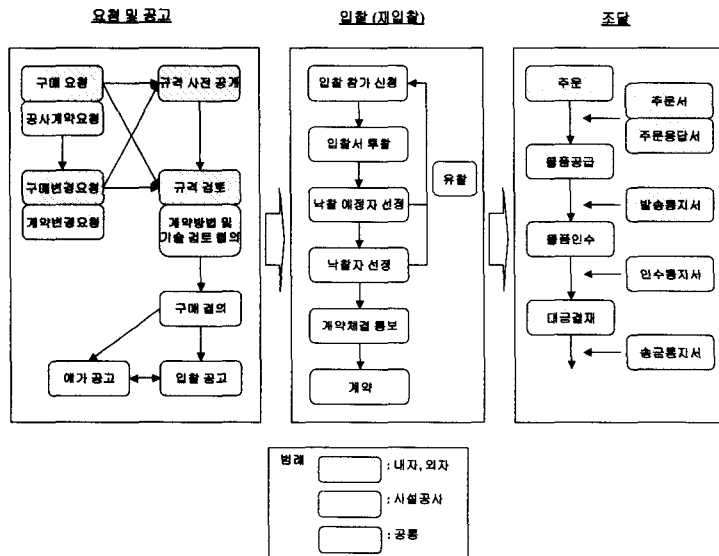 요청 및 공고
구매 요청
규격 사전 공개
공사계약요청
구매변경요청
규격 검토
계약변경요청
계약방법 및
기술 검토 협의
구매 결의
예가 공고
입찰 공고
입찰 (재입찰)
입찰 참가 신청
입찰서 투찰
유찰
낙찰 예정자 선정
낙찰자 선정
계약체결 통보
계약
조달
주문
주문서
주문응답서
물품공급
발송통지서
물품인수
인수통지서
대금결재
송금통지서
범례
: 내자, 외자
: 시설공사
: 공통